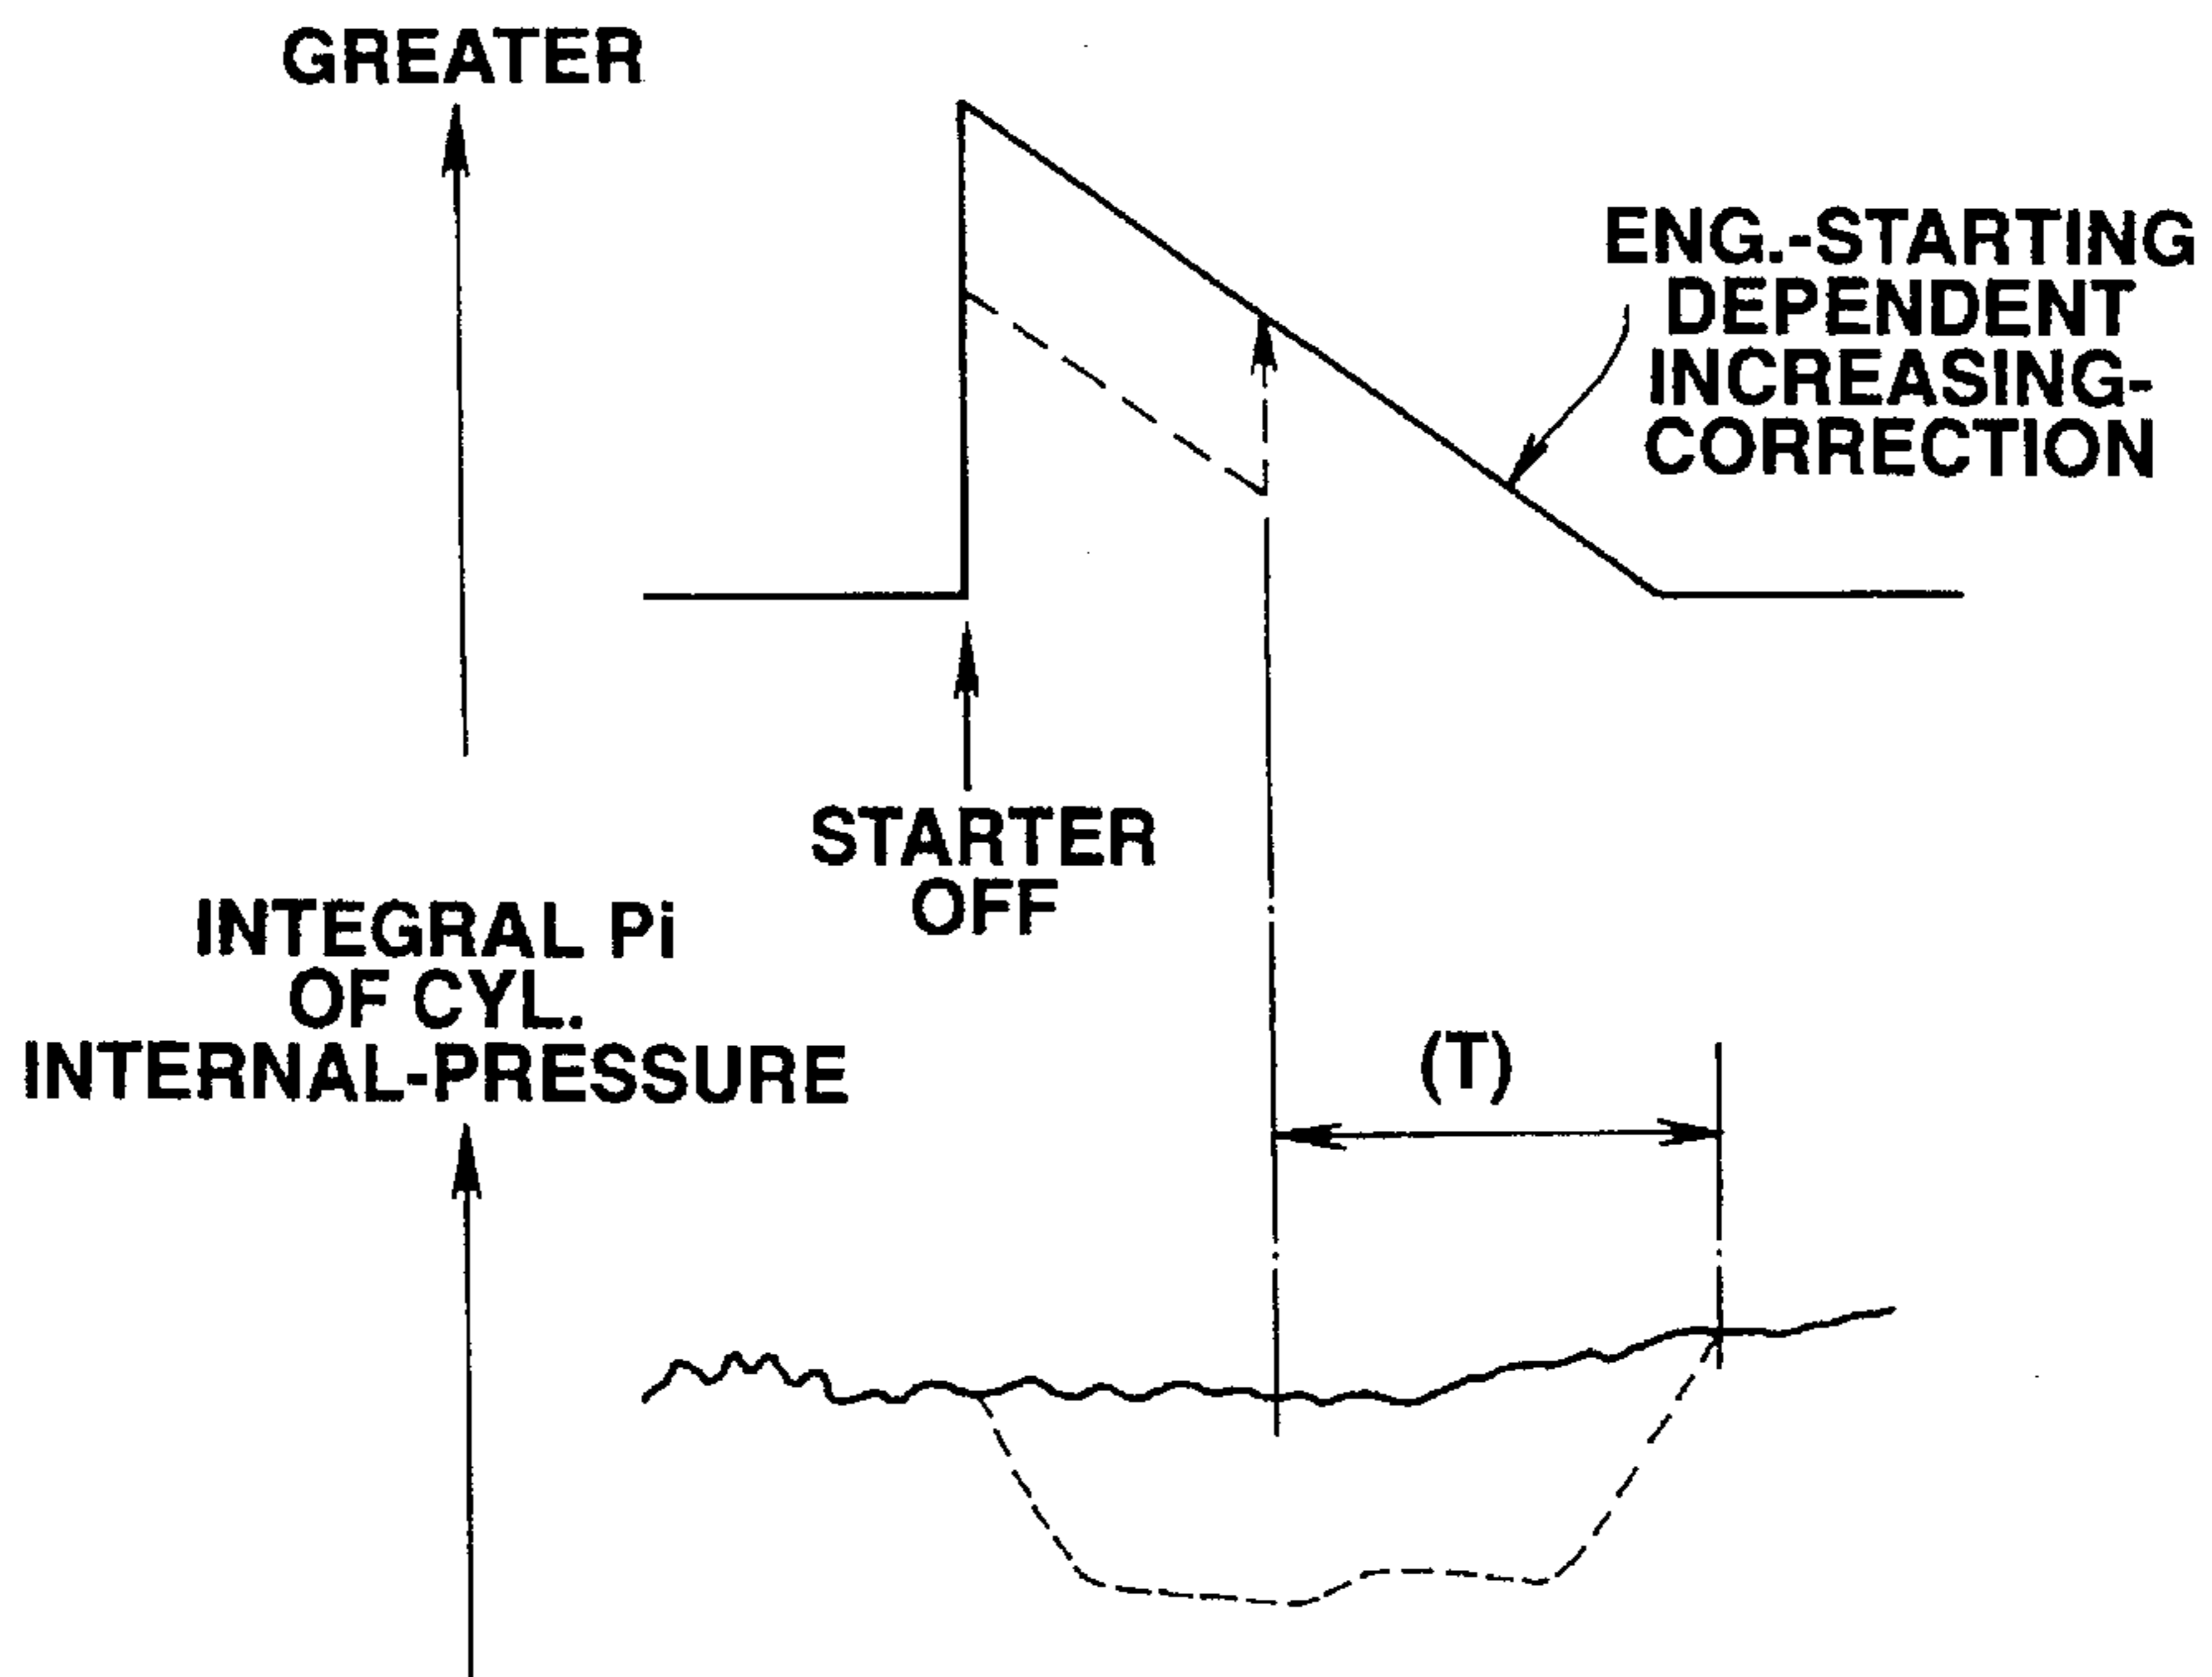 GREATER
ENG.-STARTING
DEPENDENT
INCREASING-
CORRECTION
STARTER
OFF
INTEGRAL Pi
OF CYL.
INTERNAL-PRESSURE
(T)